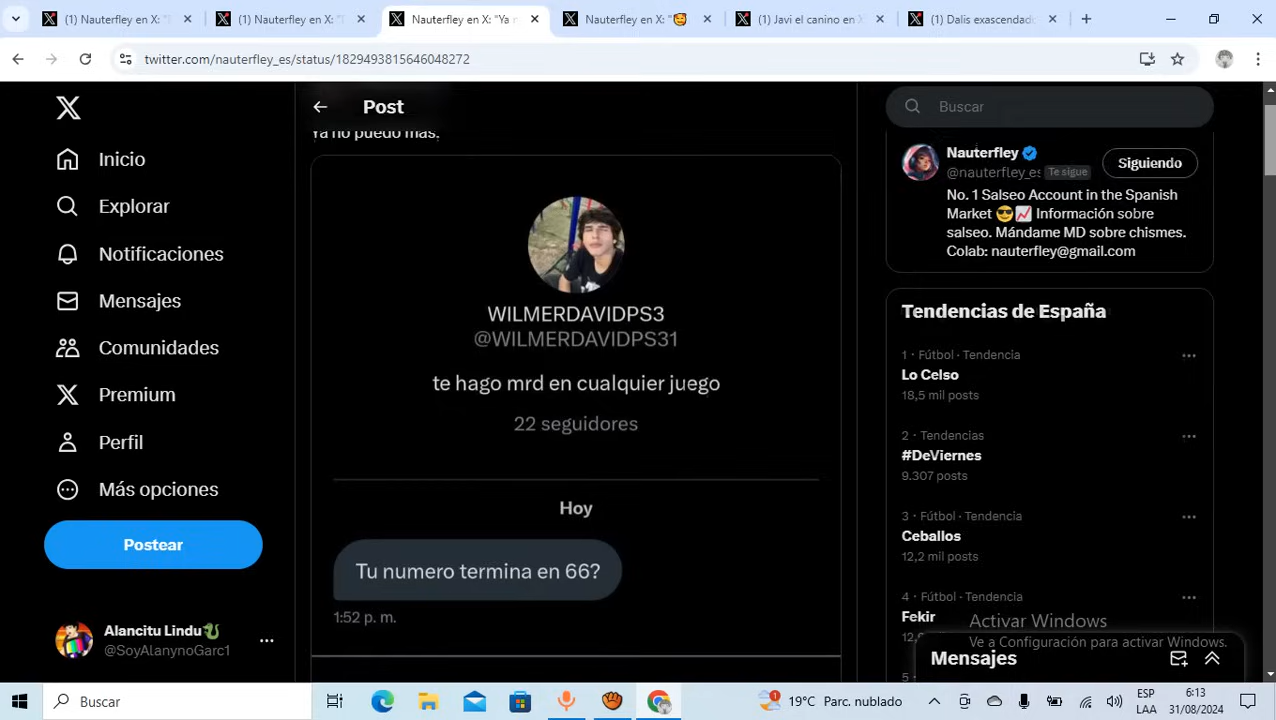 Nauterfley en X: "
(1) Nauterfley en X: "T
Nauterfley en X: "Ya n
Nauterfley en X: "🥰
(1) Javi el canino en X
(1) Dalis exascendad
twitter.com/nauterfley_es/status/1829493815646048272
Post
Buscar
Ya no puedo más.
Inicio
Explorar
Notificaciones
Mensajes
Comunidades
Premium
Perfil
Más opciones
Postear
Alancitu Lindu🐍
@SoyAlanynoGarc1
WILMERDAVIDPS3
@WILMERDAVIDPS31
te hago mrd en cualquier juego
22 seguidores
Hoy
Tu numero termina en 66?
1:52 p. m.
Nauterfley
@nauterfley_es
Te sigue
Siguiendo
No. 1 Salseo Account in the Spanish
Market 😎📈 Información sobre
salseo. Mándame MD sobre chismes.
Colab: nauterfley@gmail.com
Tendencias de España
1 · Fútbol · Tendencia
Lo Celso
18,5 mil posts
2 · Tendencias
#DeViernes
9.307 posts
3 · Fútbol · Tendencia
Ceballos
12,2 mil posts
4 · Fútbol · Tendencia
Fekir
Activar Windows
Ve a Configuración para activar Windows.
Mensajes
Buscar
19°C Parc. nublado
ESP
LAA
6:13
31/08/2024